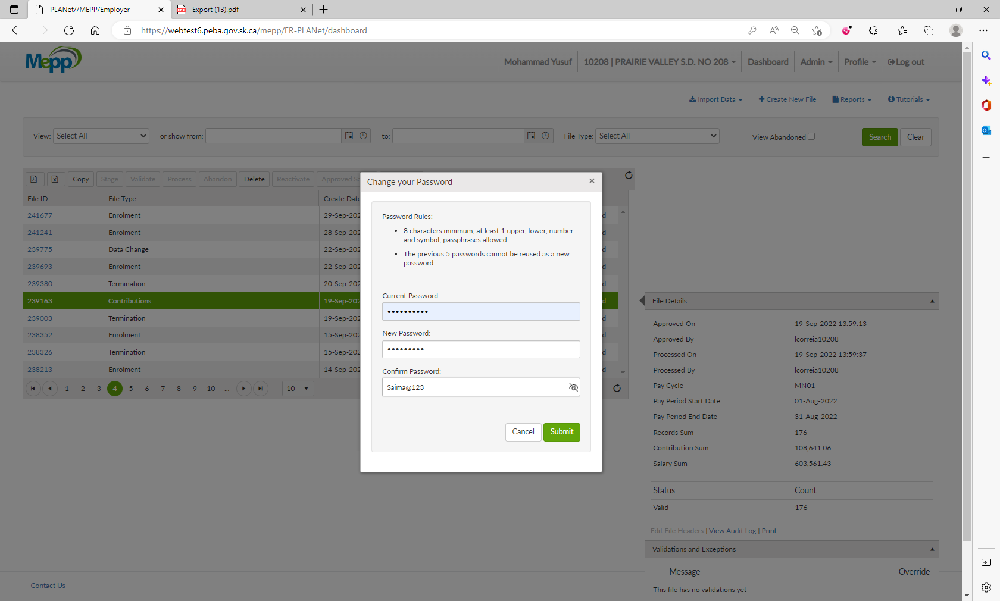 PLANet//MEPP/Employer
Export (13).pdf
https://webtest6.peba.gov.sk.ca/mepp/ER-PLANet/dashboard
Mepp
Mohammad Yusuf
10208 | PRAIRIE VALLEY S.D. NO 208
Dashboard
Admin
Profile
Log out
Import Data
Create New File
Reports
Tutorials
View: Select All
or show from:
to:
File Type: Select All
View Abandoned
Search
Clear
Copy Stage Validate Process Abandon Delete Reactivate Approved
File ID File Type Create Date
241677 Enrolment 29-Sep-202
241241 Enrolment 28-Sep-202
239775 Data Change 22-Sep-202
239693 Enrolment 22-Sep-202
239380 Termination 20-Sep-202
239163 Contributions 19-Sep-202
239003 Termination 19-Sep-202
238352 Enrolment 15-Sep-202
238326 Termination 15-Sep-202
238213 Enrolment 14-Sep-202
1 2 3 4 5 6 7 8 9 10 ... 10
Change your Password
Password Rules:
• 8 characters minimum; at least 1 upper, lower, number
and symbol; passphrases allowed
• The previous 5 passwords cannot be reused as a new
password
Current Password:
••••••••••
New Password:
•••••••••
Confirm Password:
Saima@123
Cancel Submit
File Details
Approved On 19-Sep-2022 13:59:13
Approved By lcorreia10208
Processed On 19-Sep-2022 13:59:37
Processed By lcorreia10208
Pay Cycle MN01
Pay Period Start Date 01-Aug-2022
Pay Period End Date 31-Aug-2022
Records Sum 176
Contribution Sum 108,641.06
Salary Sum 603,561.43
Status Count
Valid 176
Edit File Headers | View Audit Log | Print
Validations and Exceptions
Message Override
This file has no validations yet
Contact Us